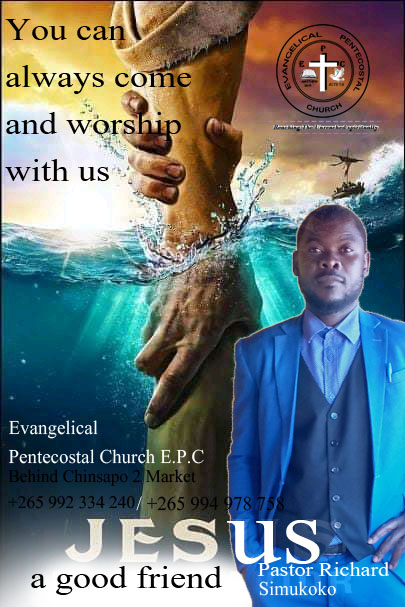 You can
always come
and worship
with us
EVANGELICAL PENTECOSTAL
P
E C
CHURCH
Evangelical
Pentecostal Church E.P.C
Behind Chinsapo 2 Market
+265 992 334 240 / +265 994 978 758
JESus
a good friend
Pastor Richard
Simukoko